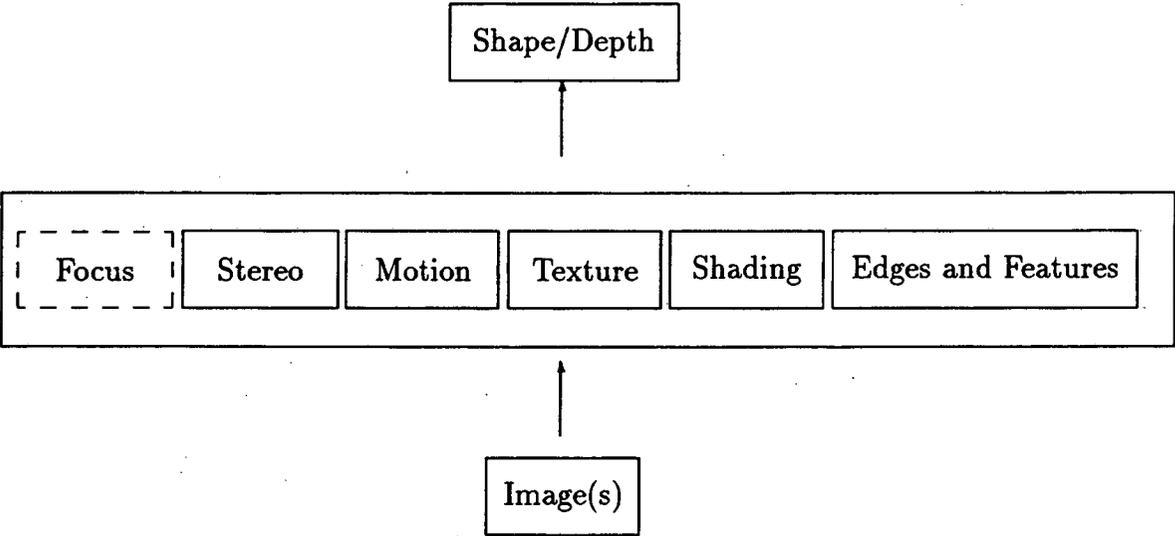 Shape/Depth
Focus
Stereo
Motion
Texture
Shading
Edges and Features
Image(s)